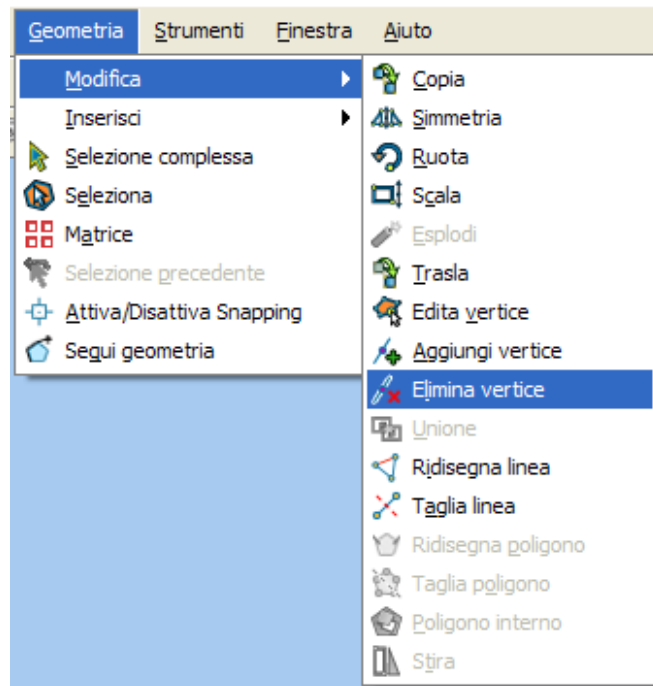 Geometria Strumenti Finestra Aiuto
Modifica
Inserisci
Selezione complessa
Seleziona
Matrice
Selezione precedente
Attiva/Disattiva Snapping
Segui geometria
Copia
Simmetria
Ruota
Scala
Esplodi
Trasla
Edita vertice
Aggiungi vertice
Elimina vertice
Unione
Ridisegna linea
Taglia linea
Ridisegna poligono
Taglia poligono
Poligono interno
Stira